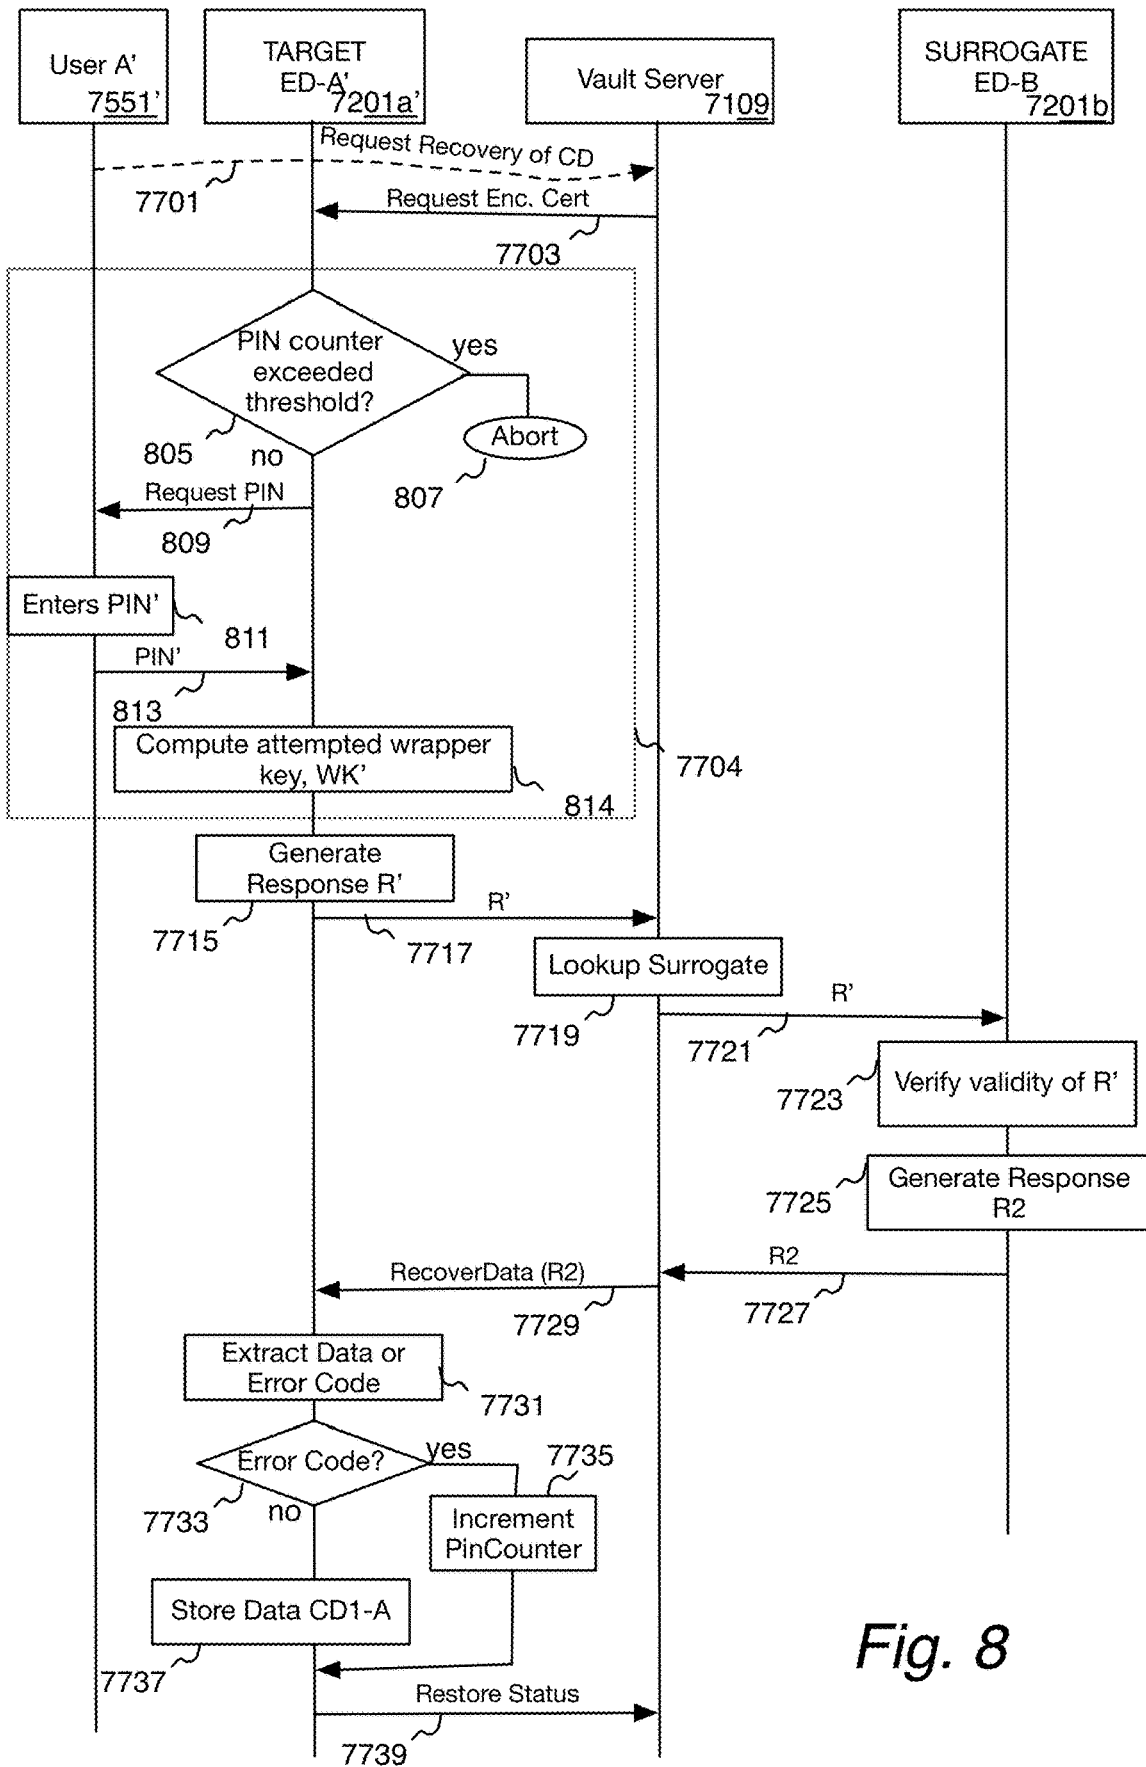 User A'
7551'
TARGET
ED-A'
7201a'
Vault Server
7109
SURROGATE
ED-B
7201b
Request Recovery of CD
7701
Request Enc. Cert
7703
PIN counter
exceeded
threshold?
yes
805
no
Abort
807
Request PIN
809
Enters PIN'
811
PIN'
813
Compute attempted wrapper
key, WK'
814
7704
Generate
Response R'
7715
R'
7717
Lookup Surrogate
7719
R'
7721
Verify validity of R'
7723
Generate Response
R2
7725
R2
7727
RecoverData (R2)
7729
Extract Data or
Error Code
7731
Error Code?
yes
7733
no
7735
Increment
PinCounter
Store Data CD1-A
7737
Restore Status
7739
Fig. 8